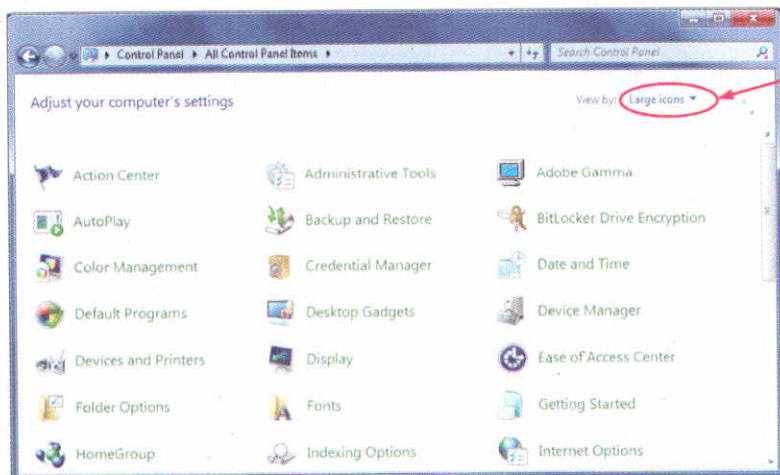 Control Panel ▸ All Control Panel Items ▸ Search Control Panel
Adjust your computer's settings View by: Large icons
Action Center Administrative Tools Adobe Gamma
AutoPlay Backup and Restore BitLocker Drive Encryption
Color Management Credential Manager Date and Time
Default Programs Desktop Gadgets Device Manager
Devices and Printers Display Ease of Access Center
Folder Options Fonts Getting Started
HomeGroup Indexing Options Internet Options